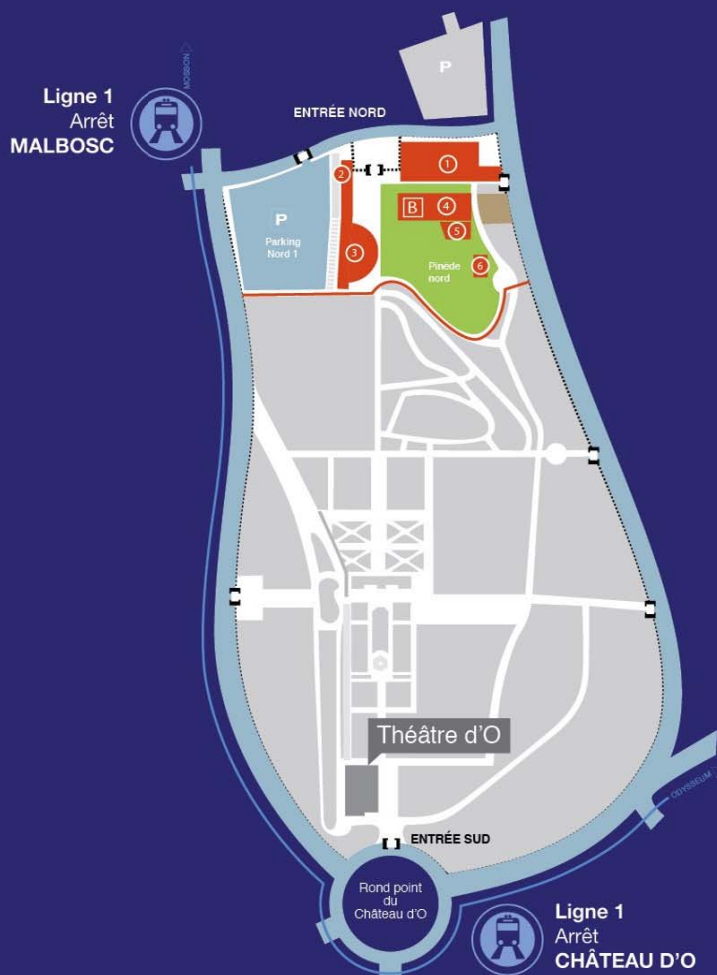 P
MOSSON
Ligne 1
Arrêt
MALBOSC
ENTRÉE NORD
1
2
P
Parking
Nord 1
B
4
5
3
6
Pinède
nord
Théâtre d'O
ODYSSEUM
ENTRÉE SUD
Rond point
du
Château d'O
Ligne 1
Arrêt
CHÂTEAU D'O